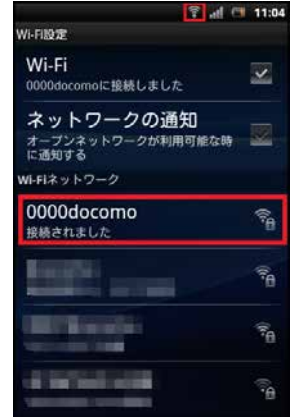 11:04
Wi-Fi設定
Wi-Fi
0000docomoに接続しました
ネットワークの通知
オープンネットワークが利用可能な時
に通知する
Wi-Fiネットワーク
0000docomo
接続されました